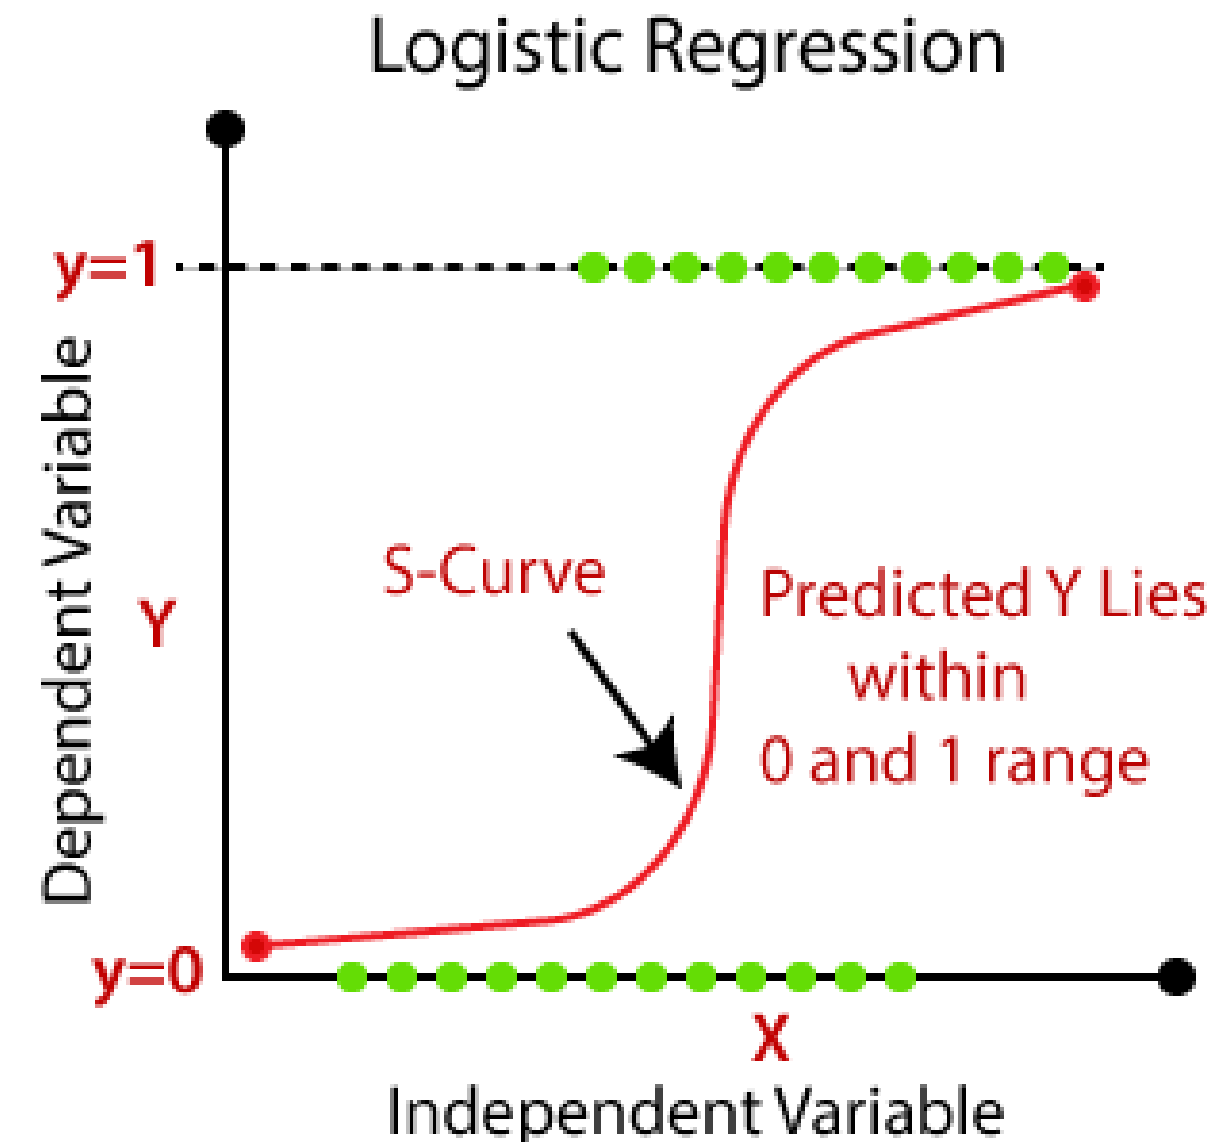 Logistic Regression
y=1
Dependent Variable
Y
S-Curve
Predicted Y Lies
within
0 and 1 range
y=0
X
Independent Variable